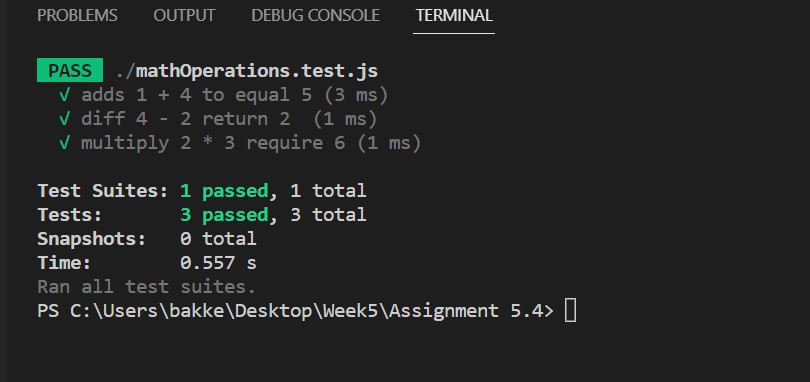 PROBLEMS OUTPUT DEBUG CONSOLE TERMINAL
PASS ./mathOperations.test.js
√ adds 1 + 4 to equal 5 (3 ms)
√ diff 4 - 2 return 2  (1 ms)
√ multiply 2 * 3 require 6 (1 ms)
Test Suites: 1 passed, 1 total
Tests:       3 passed, 3 total
Snapshots:   0 total
Time:        0.557 s
Ran all test suites.
PS C:\Users\bakke\Desktop\Week5\Assignment 5.4>